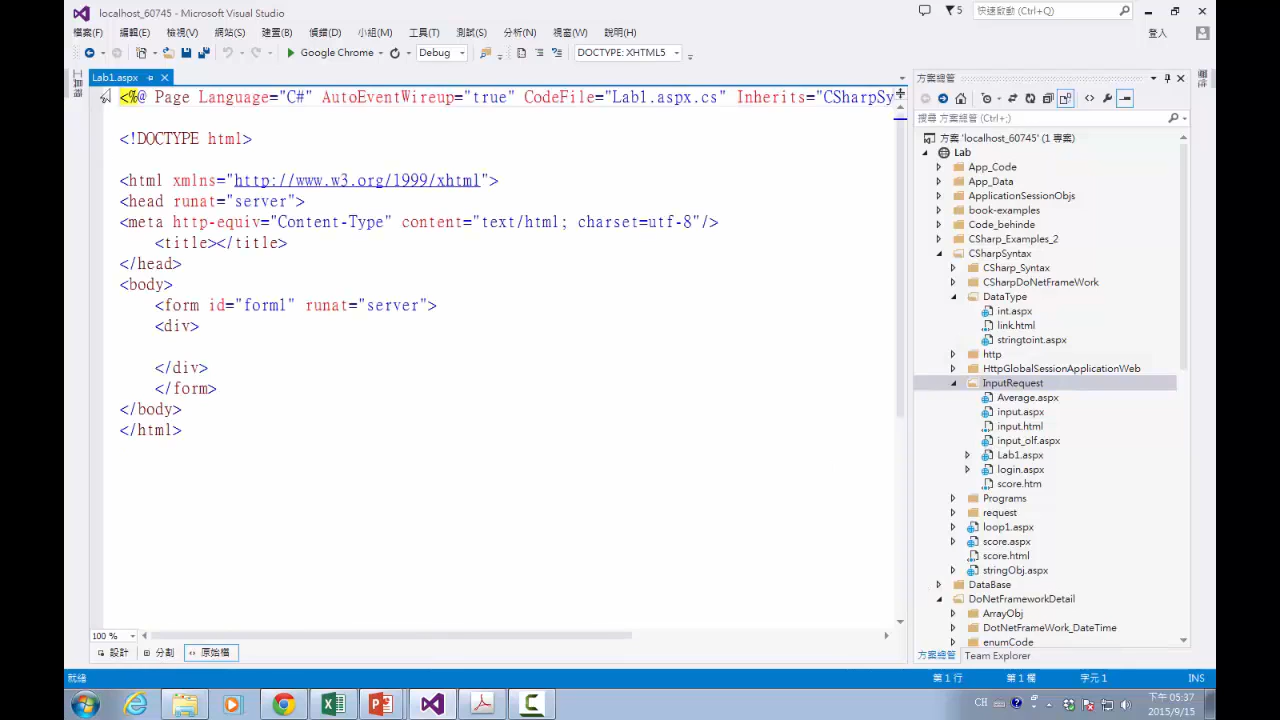 localhost_60745 - Microsoft Visual Studio
5
快速啟動 (Ctrl+Q)
檔案(F) 編輯(E) 檢視(V) 網站(S) 建置(B) 偵錯(D) 小組(M) 工具(T) 測試(S) 分析(N) 視窗(W) 說明(H)
登入
Google Chrome
Debug
DOCTYPE: XHTML5
Lab1.aspx
<%@ Page Language="C#" AutoEventWireup="true" CodeFile="Lab1.aspx.cs" Inherits="CSharpSy
<!DOCTYPE html>
<html xmlns="http://www.w3.org/1999/xhtml">
<head runat="server">
<meta http-equiv="Content-Type" content="text/html; charset=utf-8"/>
<title></title>
</head>
<body>
<form id="form1" runat="server">
<div>
</div>
</form>
</body>
</html>
100 %
設計
分割
原始檔
方案總管
搜尋 方案總管 (Ctrl+;)
方案 'localhost_60745' (1 專案)
Lab
App_Code
App_Data
ApplicationSessionObjs
book-examples
Code_behinde
CSharp_Examples_2
CSharpSyntax
CSharp_Syntax
CSharpDoNetFrameWork
DataType
int.aspx
link.html
stringtoint.aspx
http
HttpGlobalSessionApplicationWeb
InputRequest
Average.aspx
input.aspx
input.html
input_olf.aspx
Lab1.aspx
login.aspx
score.htm
Programs
request
loop1.aspx
score.aspx
score.html
stringObj.aspx
DataBase
DoNetFrameworkDetail
ArrayObj
DotNetFrameWork_DateTime
enumCode
方案總管 Team Explorer
就緒
第 1 行
第 1 欄
字元 1
INS
CH
下午 05:37
2015/9/15